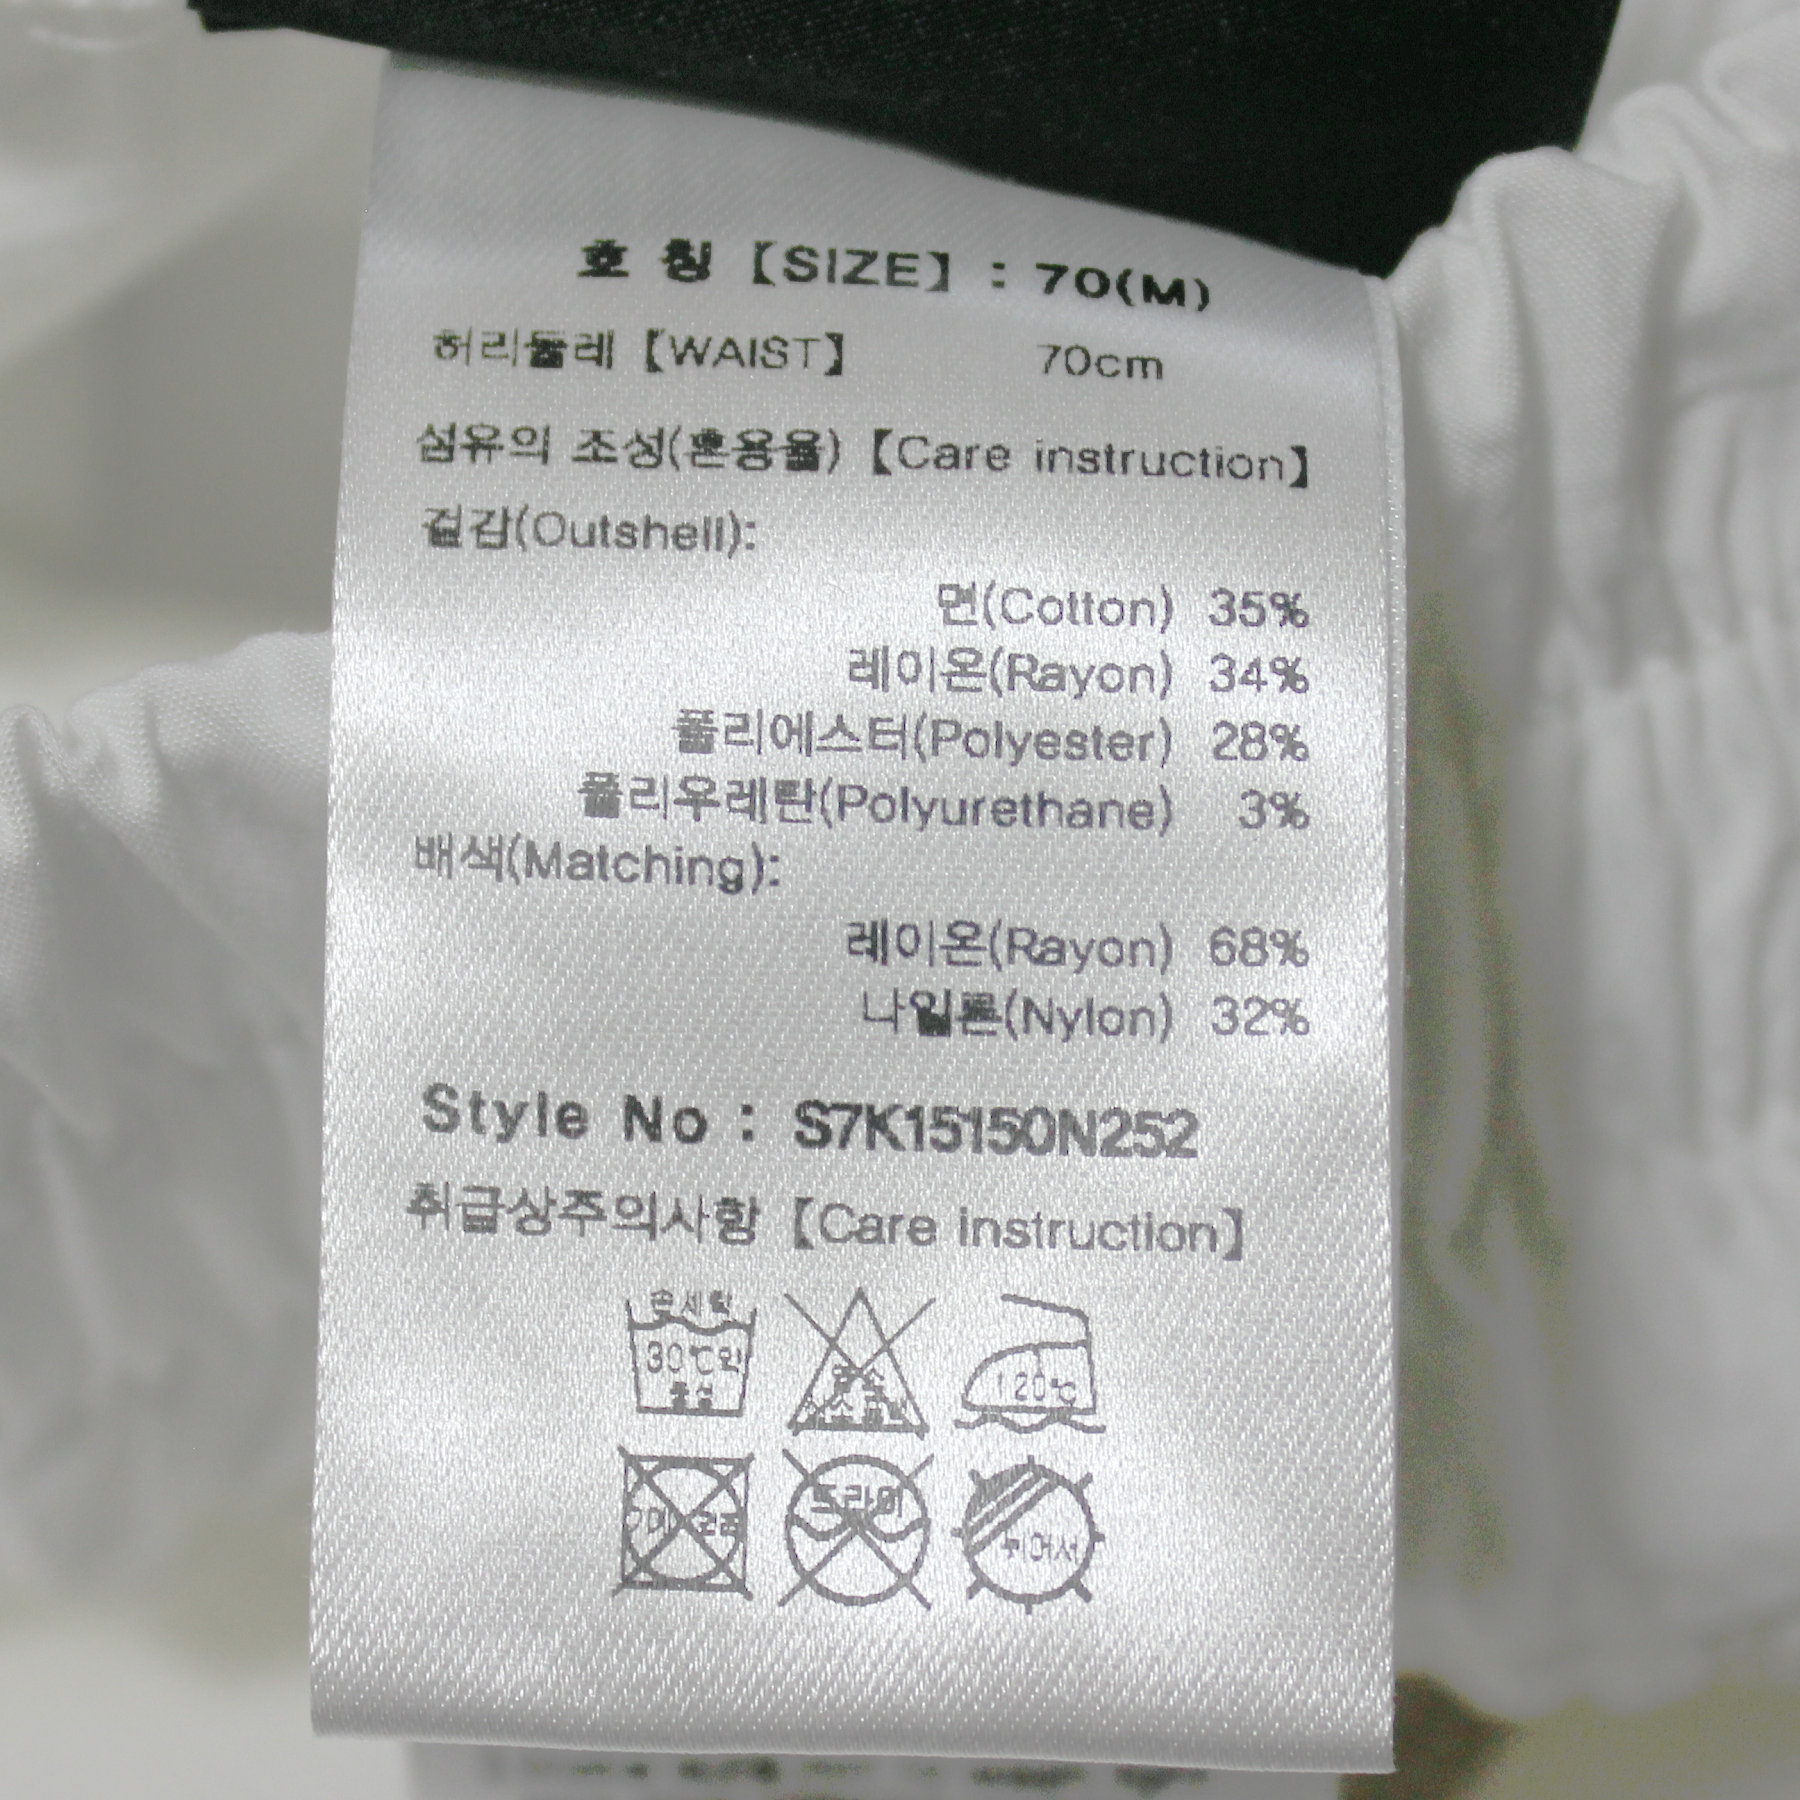 호 칭 【SIZE】 : 70(M)
허리둘레【WAIST】 70cm
섬유의 조성(혼용율)【Care instruction】
겉감(Outshell):
면(Cotton) 35%
레이온(Rayon) 34%
폴리에스터(Polyester) 28%
폴리우레탄(Polyurethane) 3%
배색(Matching):
레이온(Rayon) 68%
나일론(Nylon) 32%
Style No : S7K15150N252
취급상주의사항【Care instruction】
손세탁
30℃약
중성
120℃
드라이
뉘어서